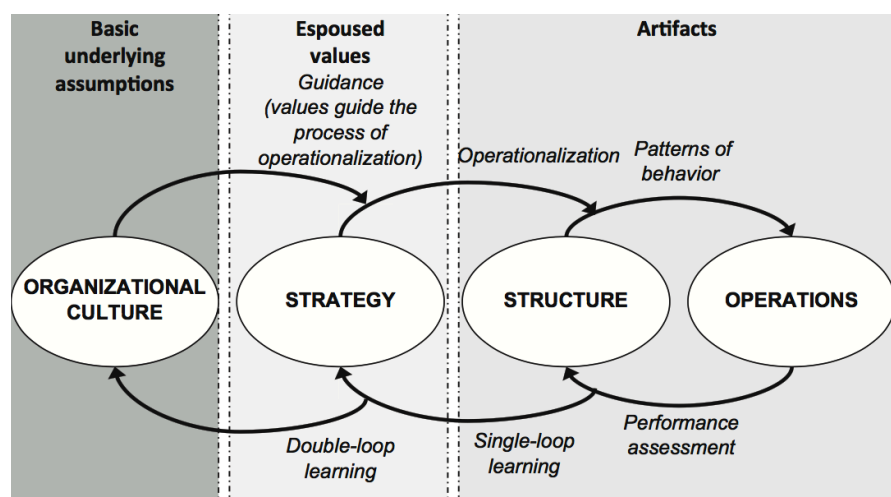 Basic
underlying
assumptions
Espoused
values
Guidance
(values guide the
process of
operationalization)
Artifacts
Operationalization
Patterns of
behavior
ORGANIZATIONAL
CULTURE
STRATEGY
STRUCTURE
OPERATIONS
Double-loop
learning
Single-loop
learning
Performance
assessment